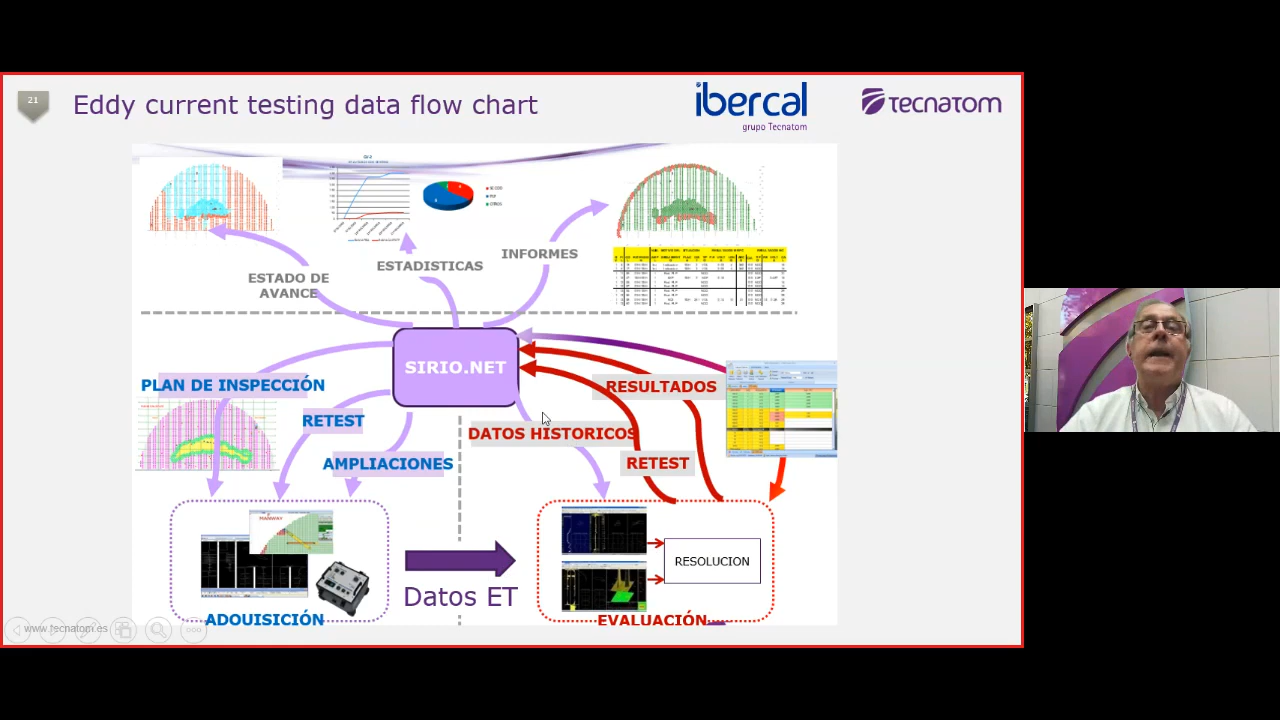 21
Eddy current testing data flow chart
ibercal
grupo Tecnatom
TECNATOM
ESTADO DE
AVANCE
ESTADISTICAS
INFORMES
SIRIO.NET
PLAN DE INSPECCIÓN
RETEST
AMPLIACIONES
RESULTADOS
DATOS HISTORICOS
RETEST
MANWAY
RESOLUCION
Datos ET
ADQUISICIÓN
EVALUACIÓN
www.tecnatom.es